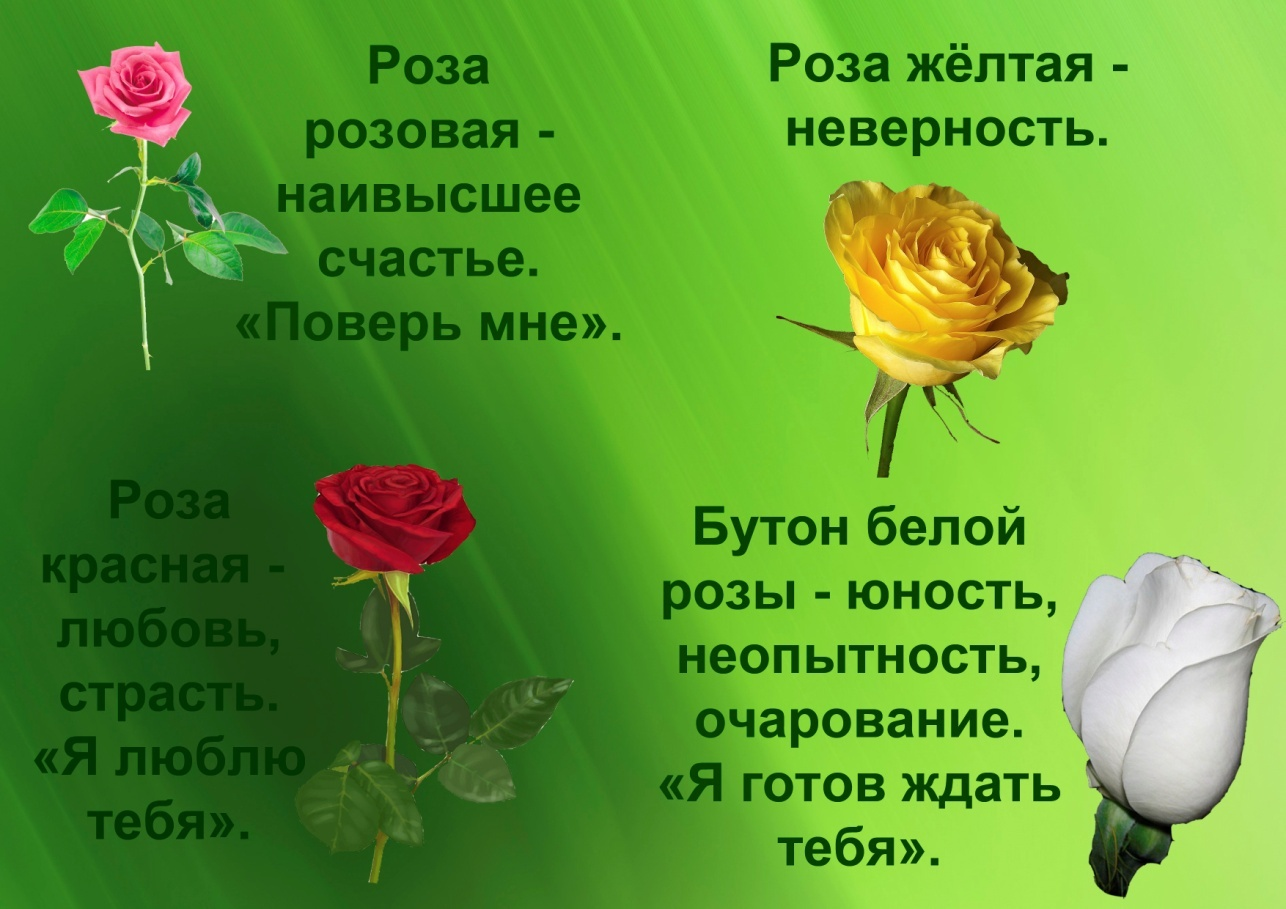 Роза
розовая -
наивысшее
счастье.
«Поверь мне».
Роза жёлтая -
неверность.
Роза
красная -
любовь,
страсть.
«Я люблю
тебя».
Бутон белой
розы - юность,
неопытность,
очарование.
«Я готов ждать
тебя».